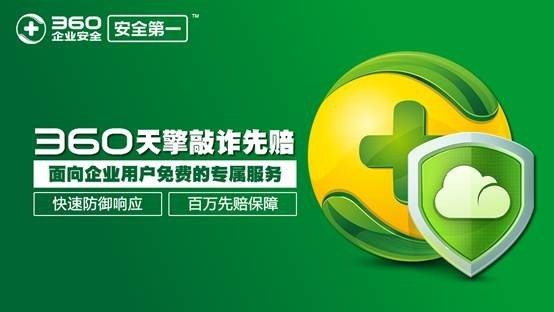 360
企业安全
安全第一™
360天擎敲诈先赔
面向企业用户免费的专属服务
快速防御响应
百万先赔保障